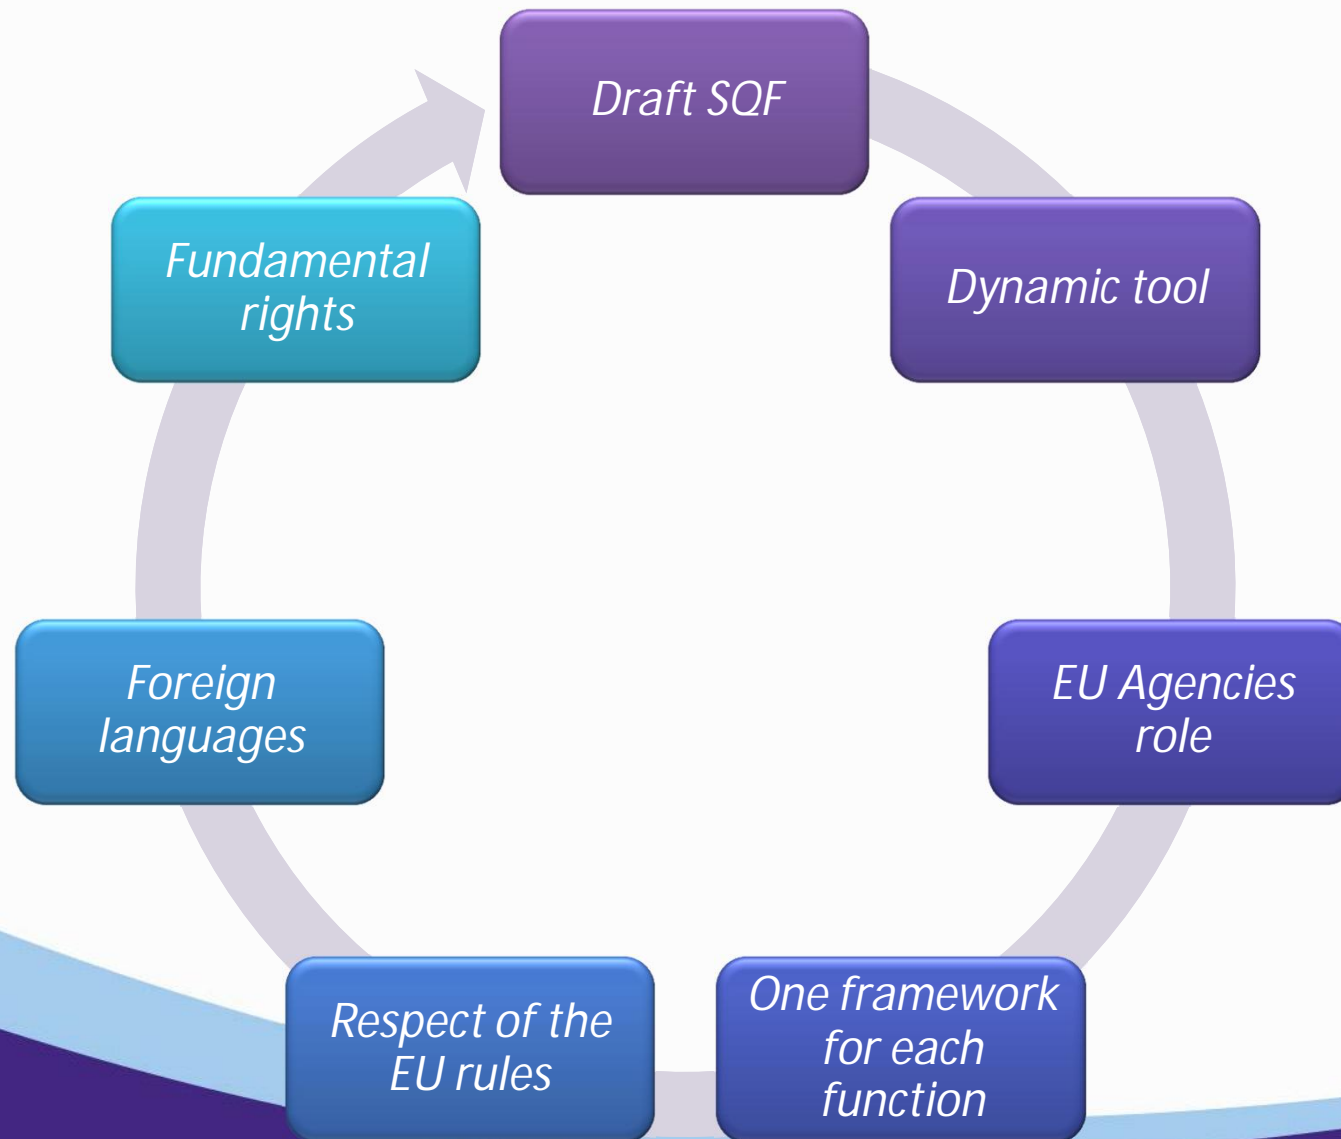 Draft SQF
Dynamic tool
EU Agencies
role
One framework
for each
function
Respect of the
EU rules
Foreign
languages
Fundamental
rights